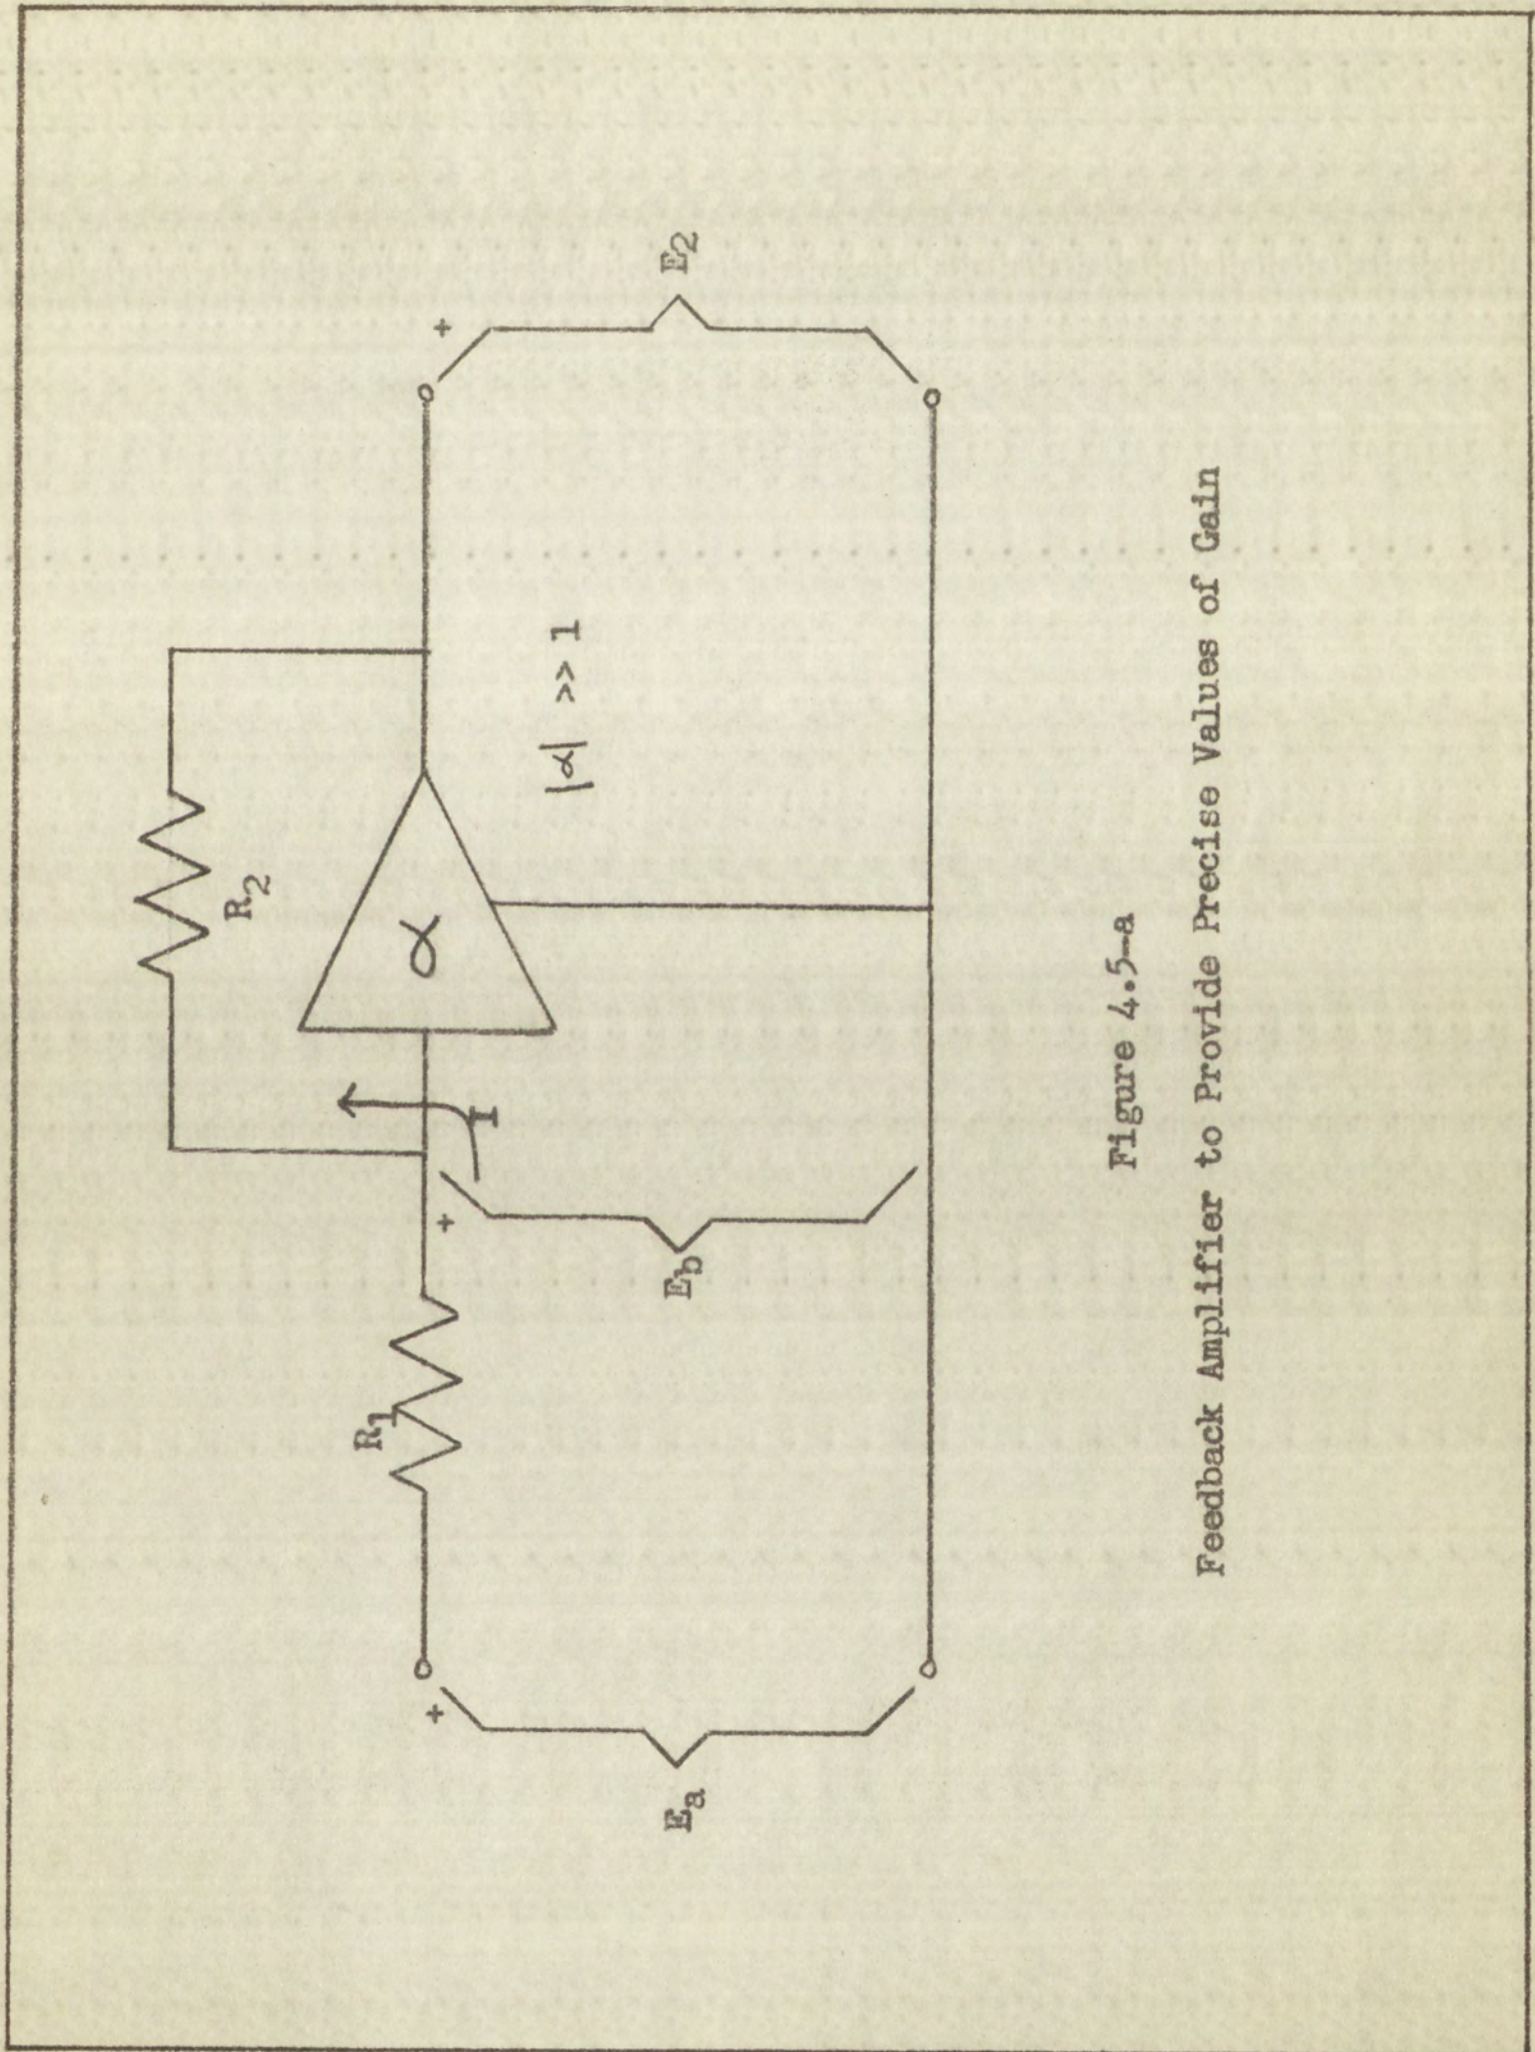 R2
α
|α| >> 1
R1
I
+
+
+
Ea
Eb
E2
Figure 4.5-a
Feedback Amplifier to Provide Precise Values of Gain